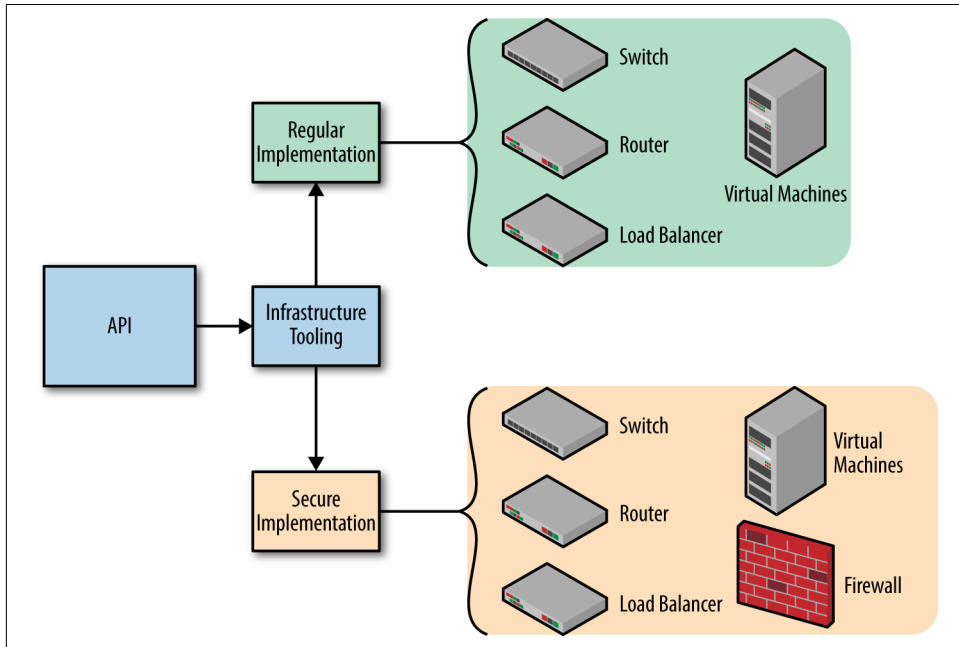 Switch
Router
Load Balancer
Virtual Machines
Regular
Implementation
API
Infrastructure
Tooling
Secure
Implementation
Switch
Router
Load Balancer
Virtual
Machines
Firewall